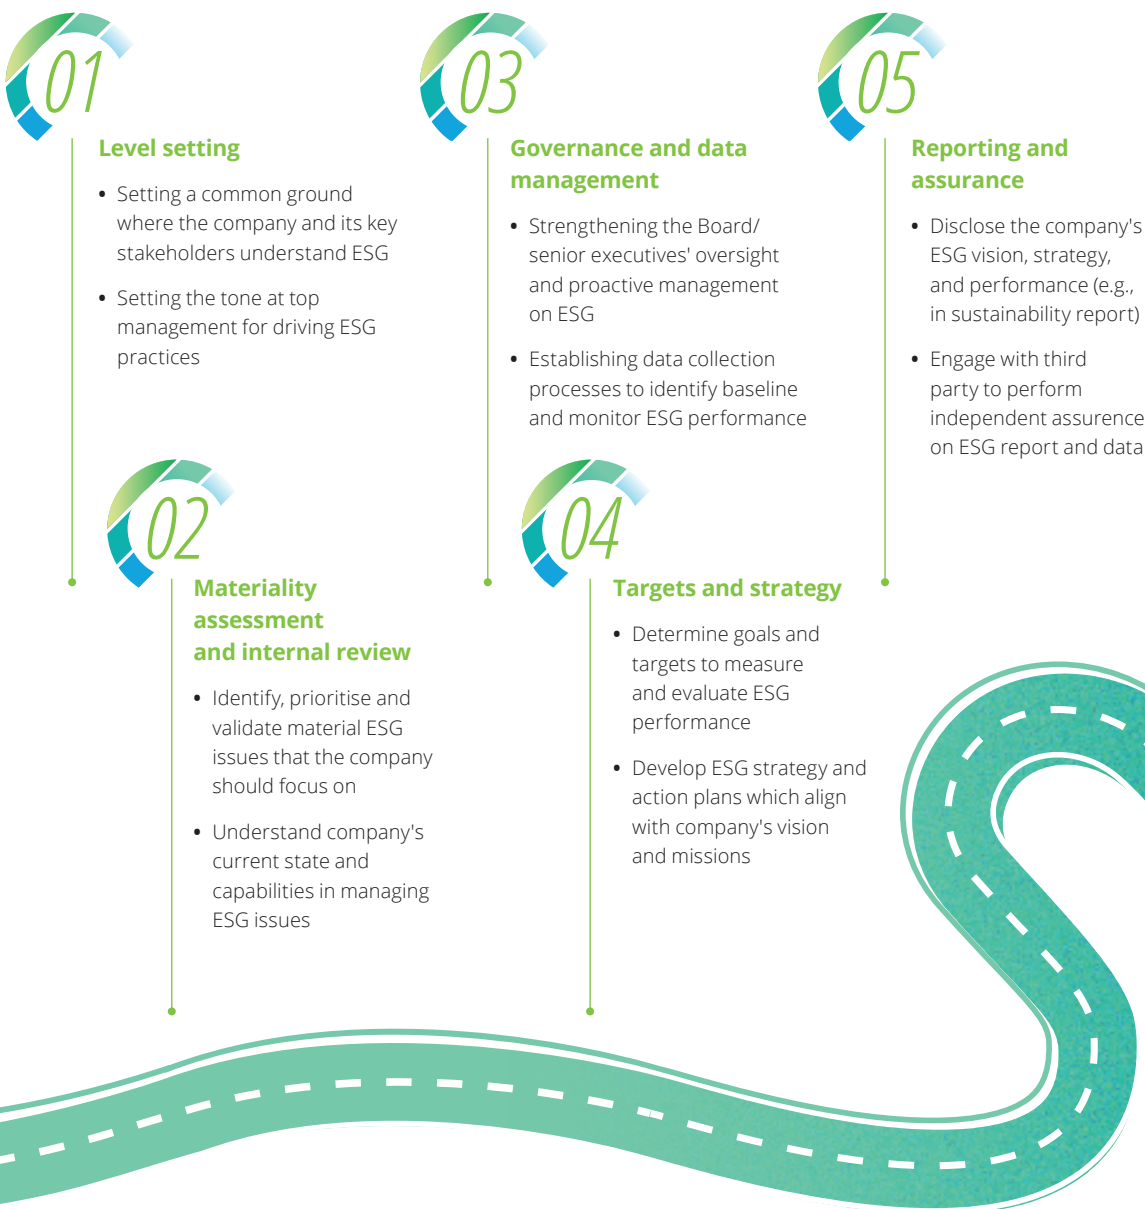 01
Level setting
• Setting a common ground
where the company and its key
stakeholders understand ESG
• Setting the tone at top
management for driving ESG
practices
02
Materiality
assessment
and internal review
• Identify, prioritise and
validate material ESG
issues that the company
should focus on
• Understand company's
current state and
capabilities in managing
ESG issues
03
Governance and data
management
• Strengthening the Board/
senior executives' oversight
and proactive management
on ESG
• Establishing data collection
processes to identify baseline
and monitor ESG performance
04
Targets and strategy
• Determine goals and
targets to measure
and evaluate ESG
performance
• Develop ESG strategy and
action plans which align
with company's vision
and missions
05
Reporting and
assurance
• Disclose the company's
ESG vision, strategy,
and performance (e.g.,
in sustainability report)
• Engage with third
party to perform
independent assurence
on ESG report and data